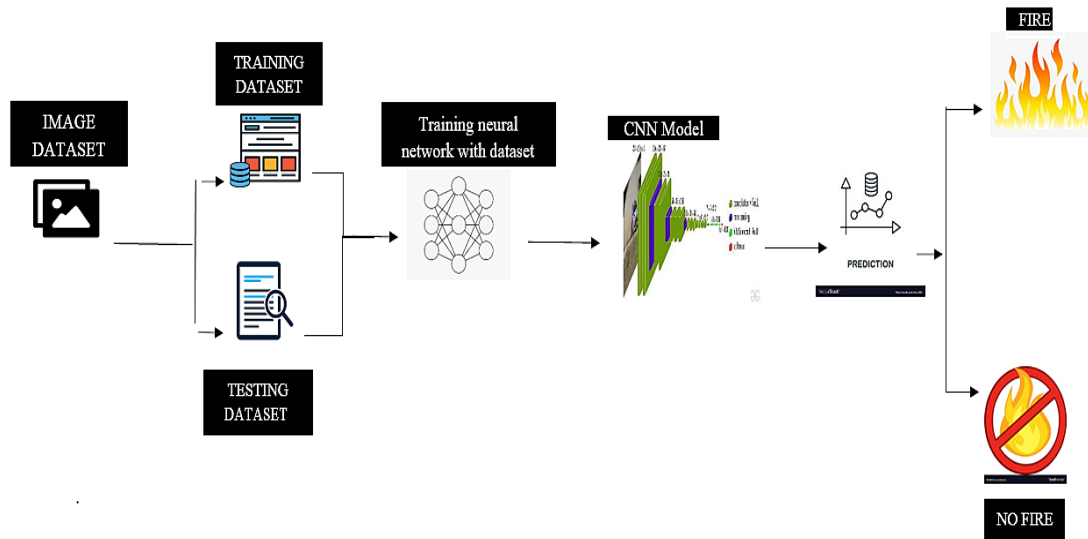 IMAGE
DATASET
TRAINING
DATASET
TESTING
DATASET
Training neural
network with dataset
CNN Model
PREDICTION
FIRE
NO FIRE